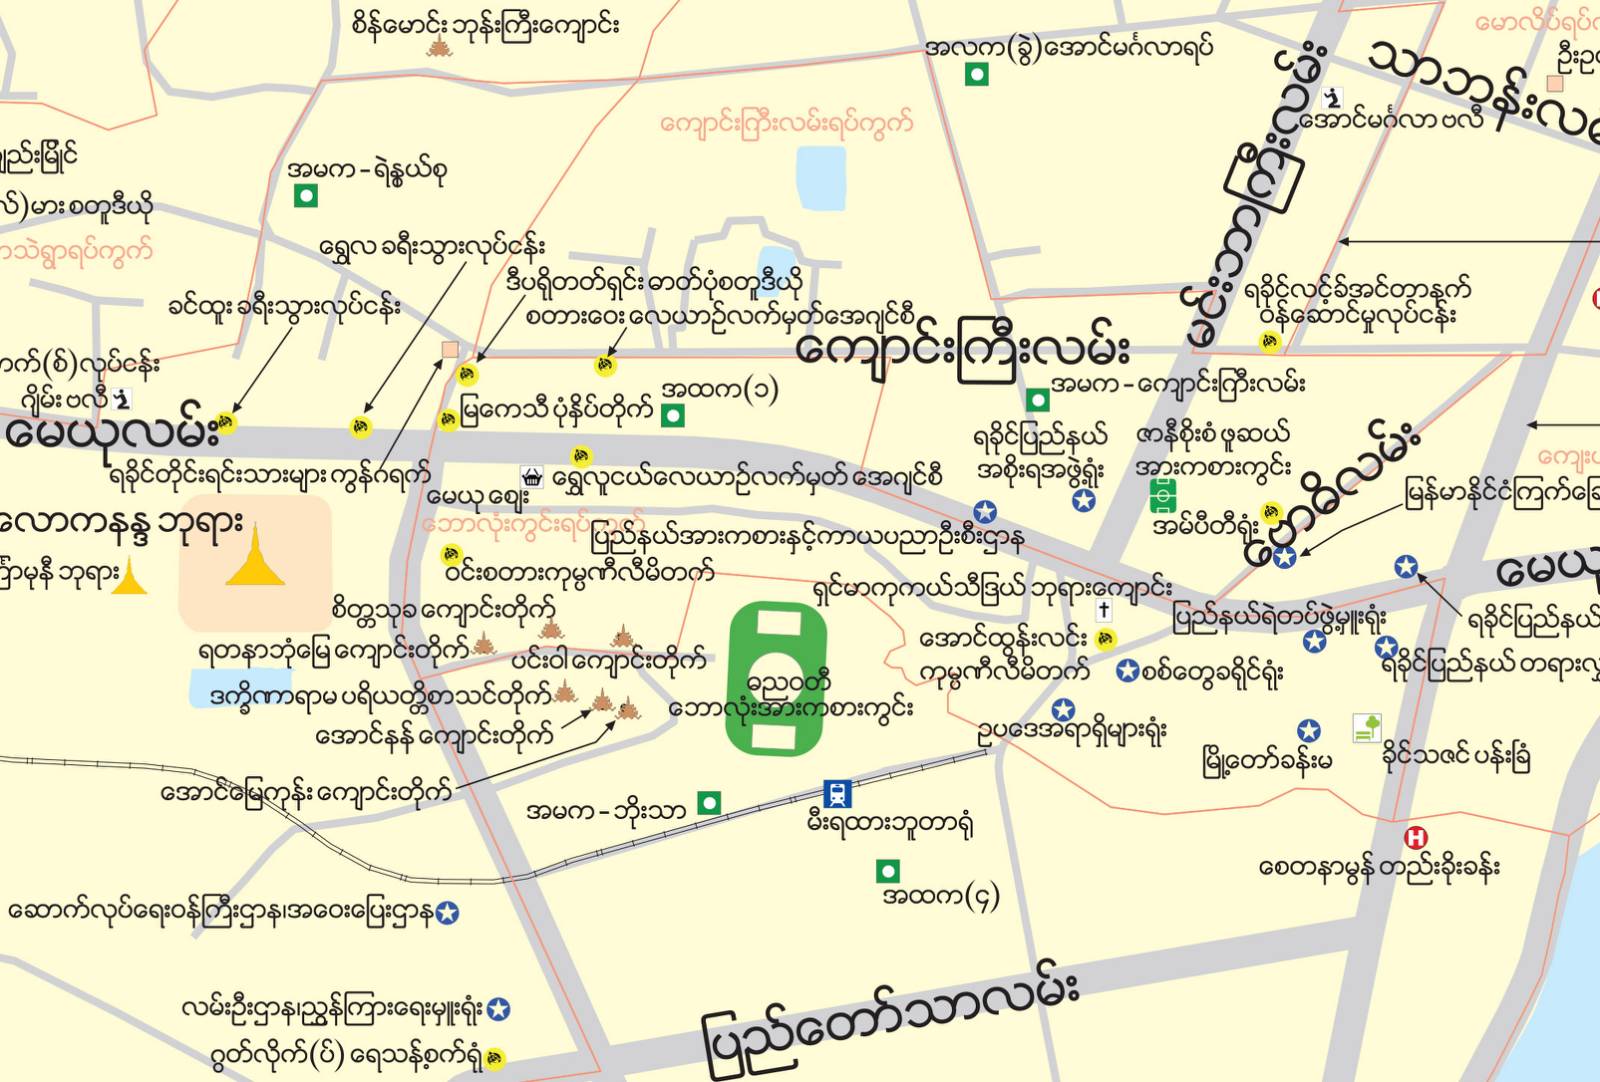 စိန်မောင်း ဘုန်းကြီးကျောင်း
အလက(ခွဲ)အောင်မင်္ဂလာရပ်
ကျောင်းကြီးလမ်းရပ်ကွက်
အောင်မင်္ဂလာ ဗလီ
အမက - ရဲနွယ်စု
ရွှေလ ခရီးသွားလုပ်ငန်း
ဒီပရိုတတ်ရှင်း ဓာတ်ပုံစတူဒီယို
ခင်ထူး ခရီးသွားလုပ်ငန်း
စတားဝေး လေယာဉ်လက်မှတ်အေဂျင်စီ
ရခိုင်လင့်ခ်အင်တာနက်
ဝန်ဆောင်မှုလုပ်ငန်း
ဘုရားကြီးလမ်း
ကျောင်းကြီးလမ်း
ဂျိမ်း ဗလီ
အထက(၁)
အမက - ကျောင်းကြီးလမ်း
မြကေသီ ပုံနှိပ်တိုက်
မေယုလမ်း
ရခိုင်ပြည်နယ်
အစိုးရအဖွဲ့ရုံး
ဇာနီစိုးစံ ဖူဆယ်
အားကစားကွင်း
ဗောဓိလမ်း
ရခိုင်တိုင်းရင်းသားများ ကွန်ဂရက်
ရွှေလူငယ်လေယာဉ်လက်မှတ် အေဂျင်စီ
မေယု ဈေး
လောကနန္ဒ ဘုရား
ဘောလုံးကွင်းရပ်ကွက်
ပြည်နယ်အားကစားနှင့်ကာယပညာဦးစီးဌာန
အမ်ပီတီရုံး
ဝင်းစတားကုမ္ပဏီလီမိတက်
ရှင်မာကုကယ်သီဒြယ် ဘုရားကျောင်း
စိတ္တသုခ ကျောင်းတိုက်
ပြည်နယ်ရဲတပ်ဖွဲ့မှူးရုံး
ရတနာဘုံမြေ ကျောင်းတိုက်
ပင်းဝါ ကျောင်းတိုက်
အောင်ထွန်းလင်း
ကုမ္ပဏီလီမိတက်
စစ်တွေခရိုင်ရုံး
ဒက္ခိဏာရာမ ပရိယတ္တိစာသင်တိုက်
ဓညဝတီ
ဘောလုံးအားကစားကွင်း
အောင်နန် ကျောင်းတိုက်
ဥပဒေအရာရှိများရုံး
မြို့တော်ခန်းမ
ခိုင်သဇင် ပန်းခြံ
အောင်မြေကုန်း ကျောင်းတိုက်
အမက - ဘိုးသာ
မီးရထားဘူတာရုံ
စေတနာမွန် တည်းခိုးခန်း
အထက(၄)
ဆောက်လုပ်ရေးဝန်ကြီးဌာန၊အဝေးပြေးဌာန
လမ်းဦးဌာန၊ညွှန်ကြားရေးမှူးရုံး
ပြည်တော်သာလမ်း
ဂွတ်လိုက်(ပ်) ရေသန့်စက်ရုံ